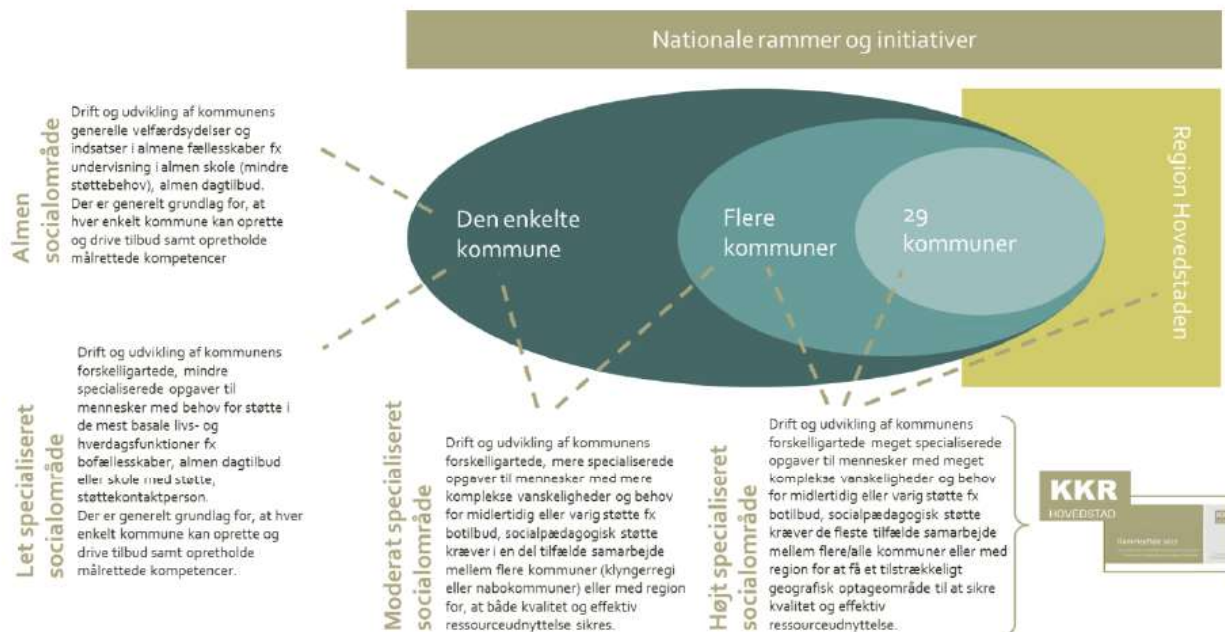 Nationale rammer og initiativer
Almen
socialområde
Drift og udvikling af kommunens
generelle velfærdsydelser og
indsatser i almene fællesskaber fx
undervisning i almen skole (mindre
støttebehov), almen dagtilbud.
Der er generelt grundlag for, at
hver enkelt kommune kan oprette
og drive tilbud samt opretholde
målrettede kompetencer
Den enkelte
kommune
Flere
kommuner
29
kommuner
Region Hovedstaden
Let specialiseret
socialområde
Drift og udvikling af kommunens
forskelligartede, mindre
specialiserede opgaver til
mennesker med behov for støtte i
de mest basale livs- og
hverdagsfunktioner fx
bofællesskaber, almen dagtilbud
eller skole med støtte,
støttekontaktperson.
Der er generelt grundlag for, at hver
enkelt kommune kan oprette og
drive tilbud samt opretholde
målrettede kompetencer.
Moderat specialiseret
socialområde
Drift og udvikling af kommunens
forskelligartede, mere specialiserede
opgaver til mennesker med mere
komplekse vanskeligheder og behov
for midlertidig eller varig støtte fx
botilbud, socialpædagogisk støtte
kræver i en del tilfælde samarbejde
mellem flere kommuner (klyngerregi
eller nabokommuner) eller med region
for, at både kvalitet og effektiv
ressourceudnyttelse sikres.
Højt specialiseret
socialområde
Drift og udvikling af kommunens
forskelligartede meget specialiserede
opgaver til mennesker med meget
komplekse vanskeligheder og behov
for midlertidig eller varig støtte fx
botilbud, socialpædagogisk støtte
kræver de fleste tilfælde samarbejde
mellem flere/alle kommuner eller med
region for at få et tilstrækkeligt
geografisk optageområde til at sikre
kvalitet og effektiv
ressourceudnyttelse.
KKR
HOVEDSTAD